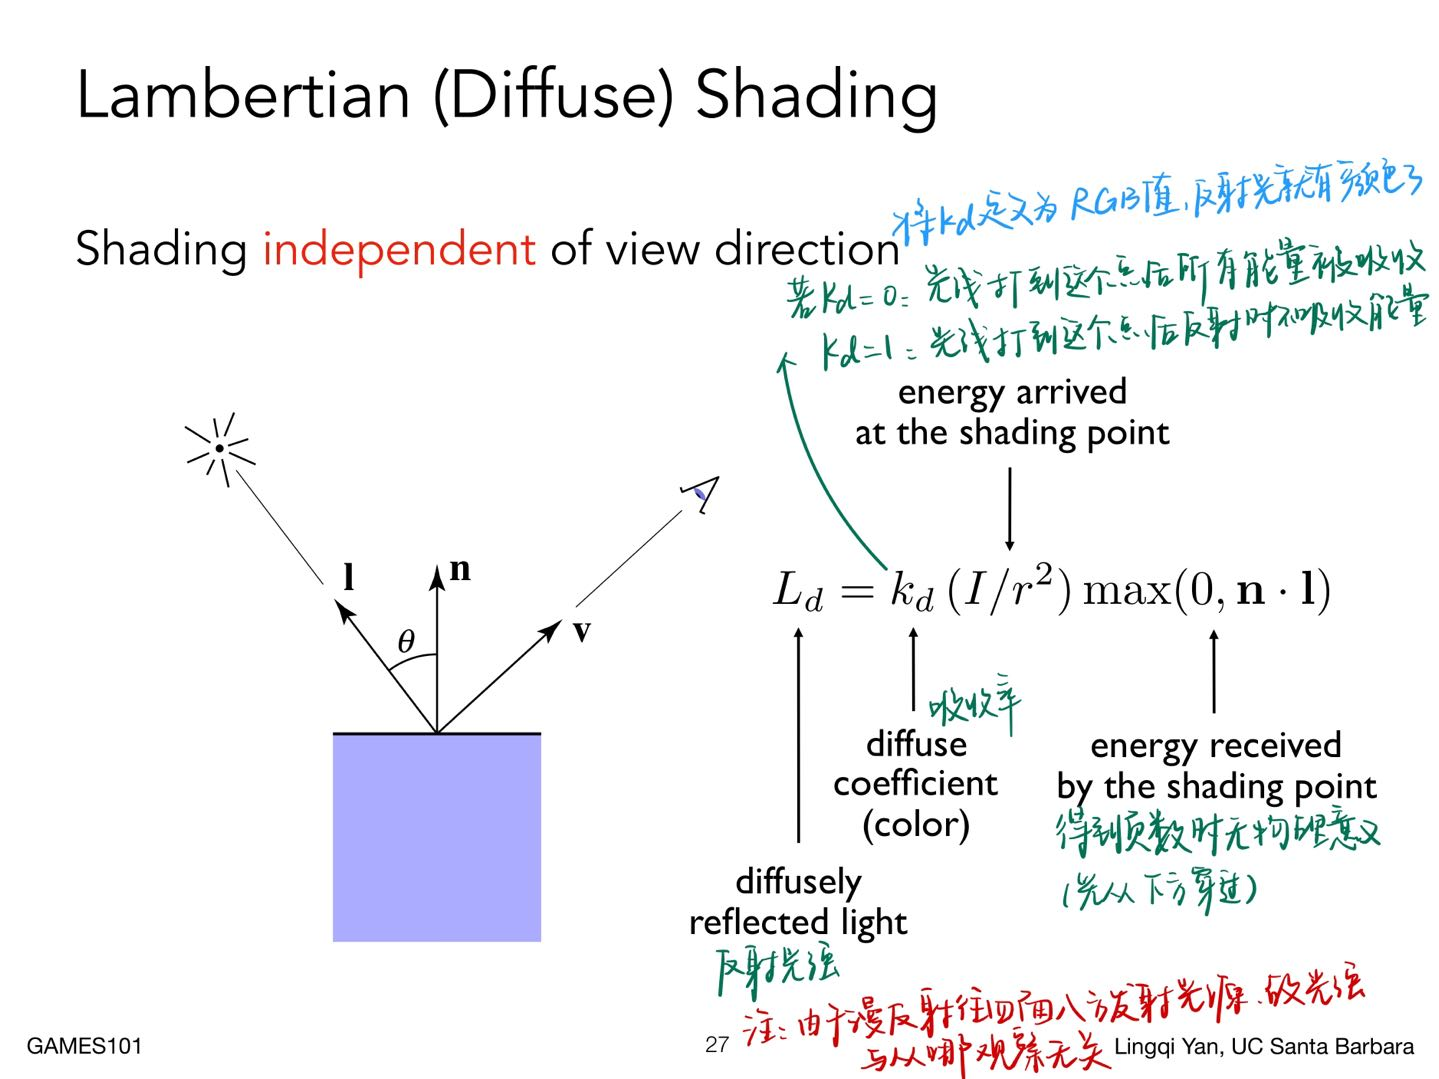 Lambertian (Diffuse) Shading
Shading independent of view direction
将kd定义为RGB值,反射光就有颜色了
若kd=0: 光线打到这个点后所有能量被吸收
kd=1: 光线打到这个点后反射时不吸收能量
energy arrived
at the shading point
l
n
θ
v
L_d = k_d (I/r²) max(0, n · l)
吸收率
diffuse
coefficient
(color)
energy received
by the shading point
得到负数时无物理意义
(光从下方穿过)
diffusely
reflected light
反射光强
注:由于漫反射往四面八方发射光源,故光强
与从哪观察无关
GAMES101
27
Lingqi Yan, UC Santa Barbara